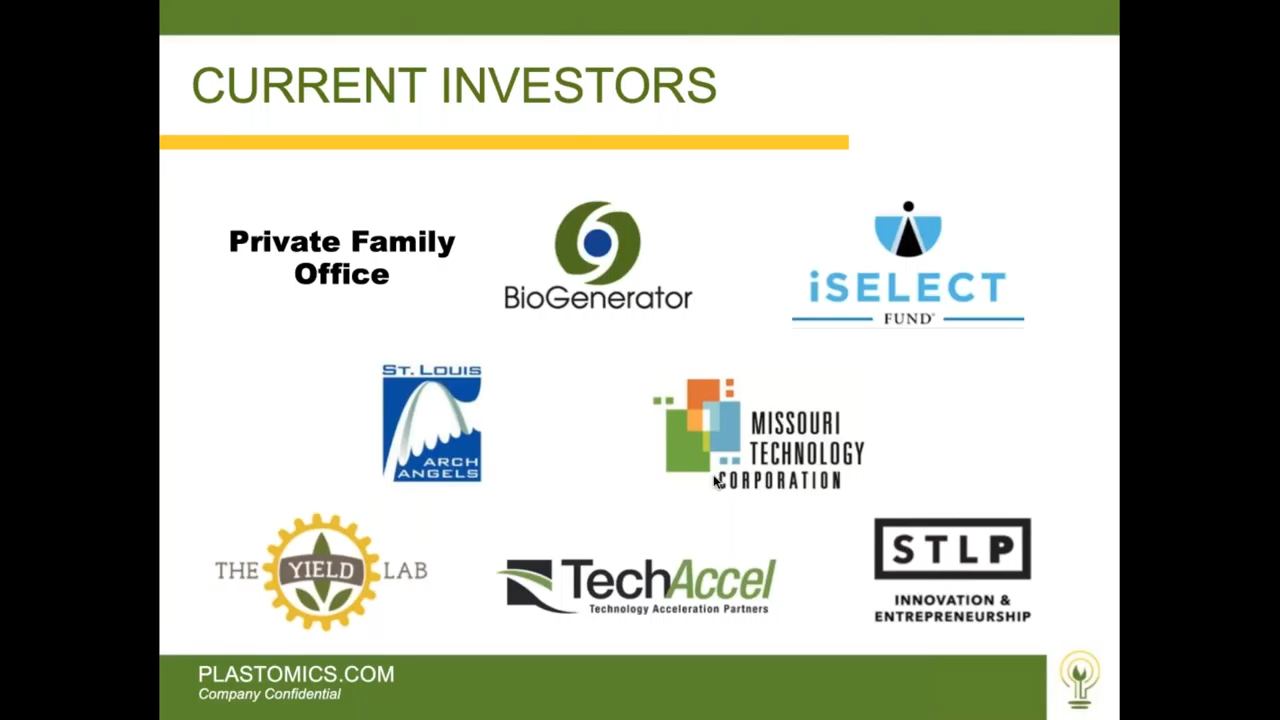 CURRENT INVESTORS
Private Family
Office
BioGenerator
iSELECT
FUND®
ST. LOUIS
ARCH
ANGELS
MISSOURI
TECHNOLOGY
CORPORATION
THE YIELD LAB
TechAccel
Technology Acceleration Partners
STLP
INNOVATION &
ENTREPRENEURSHIP
PLASTOMICS.COM
Company Confidential